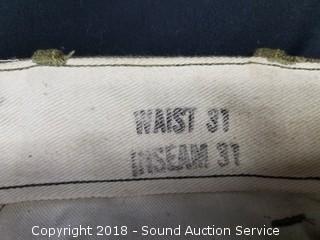 WAIST 31
INSEAM 31
Copyright 2018 - Sound Auction Service